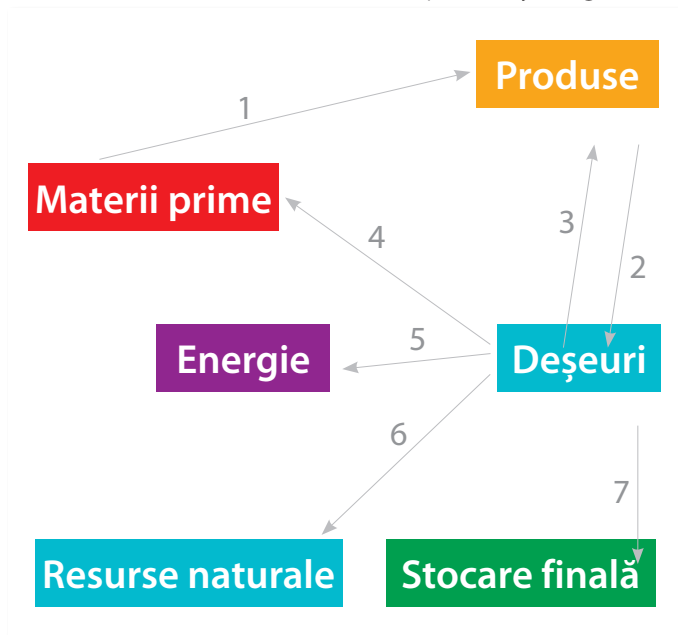 Produse
1
Materii prime
3
4
2
5
Energie
Deșeuri
6
7
Resurse naturale
Stocare finală